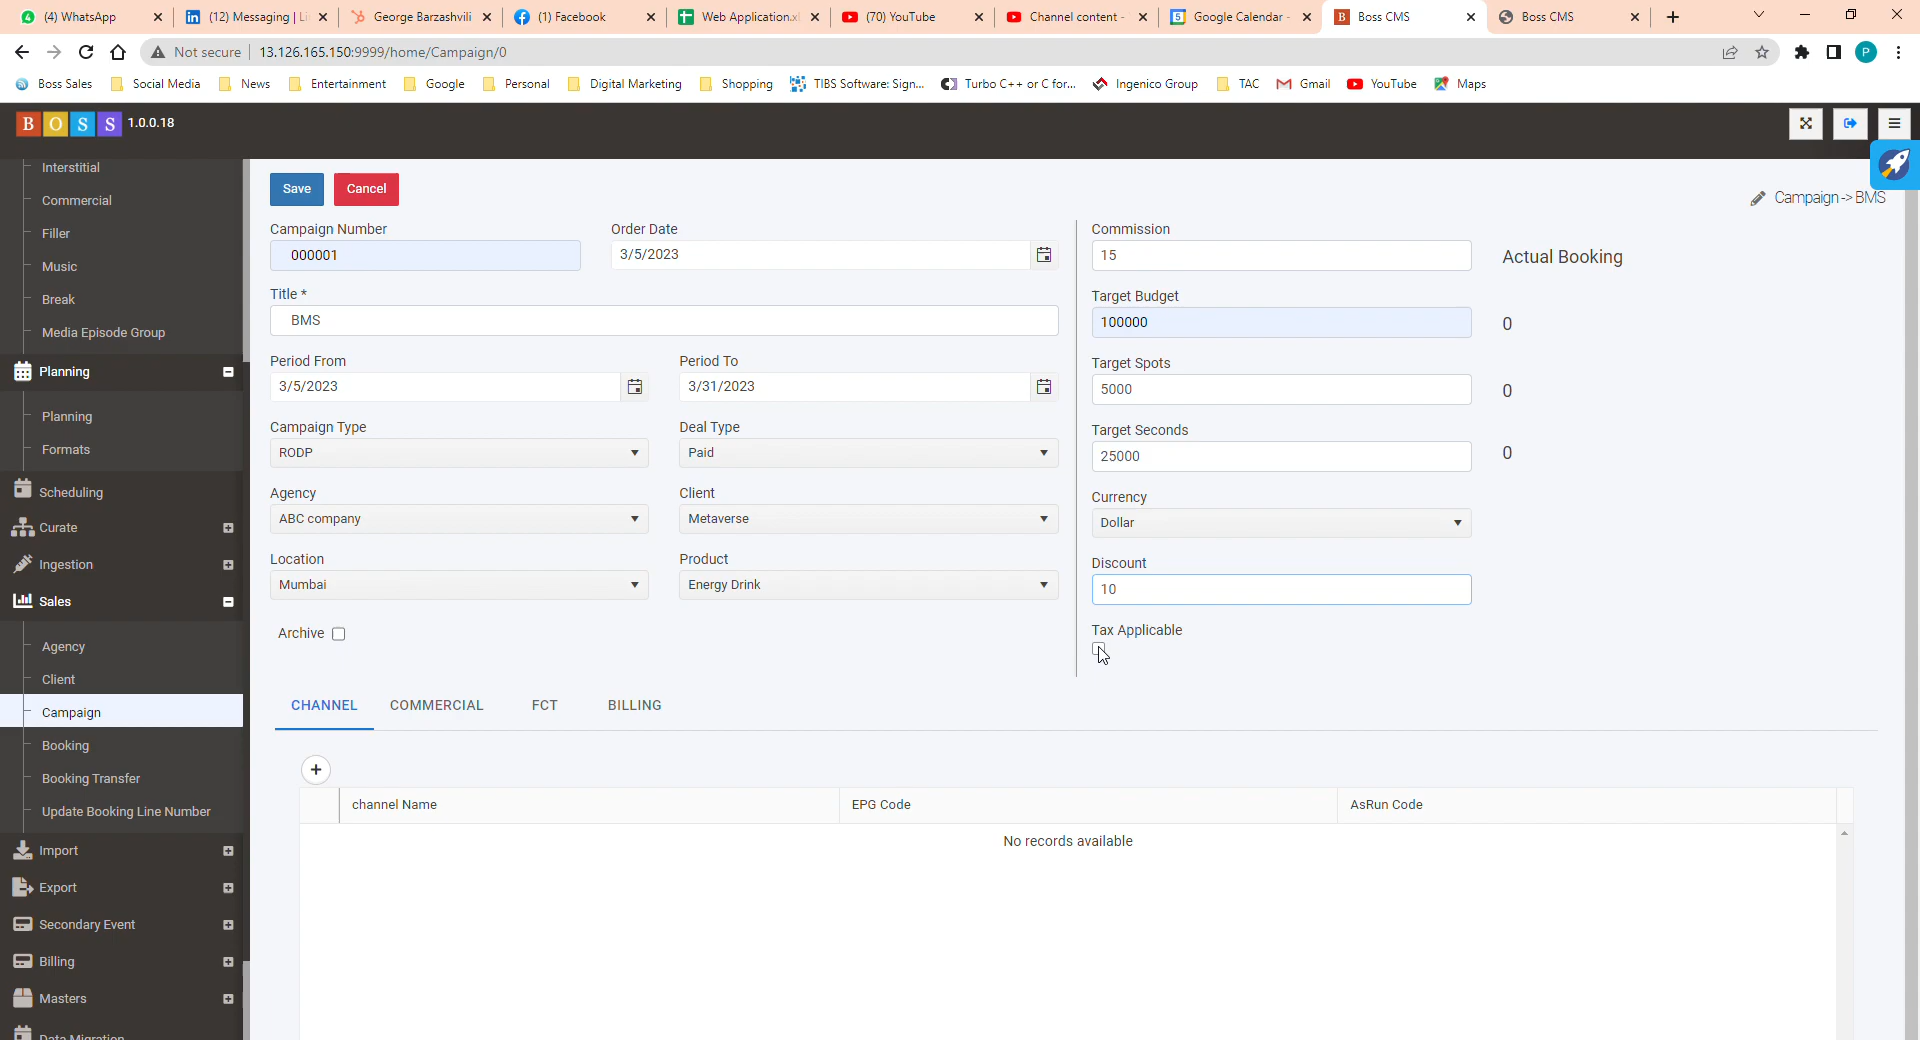 (4) WhatsApp
(12) Messaging | Li
George Barzashvili
(1) Facebook
Web Application.xl
(70) YouTube
Channel content -
Google Calendar -
Boss CMS
Boss CMS
Not secure | 13.126.165.150:9999/home/Campaign/0
P
Boss Sales
Social Media
News
Entertainment
Google
Personal
Digital Marketing
Shopping
TIBS Software: Sign...
Turbo C++ or C for...
Ingenico Group
TAC
Gmail
YouTube
Maps
BOSS 1.0.0.18
Interstitial
Commercial
Filler
Music
Break
Media Episode Group
Planning
Planning
Formats
Scheduling
Curate
Ingestion
Sales
Agency
Client
Campaign
Booking
Booking Transfer
Update Booking Line Number
Import
Export
Secondary Event
Billing
Masters
Data Migration
Save
Cancel
Campaign -> BMS
Campaign Number
000001
Order Date
3/5/2023
Title *
BMS
Period From
3/5/2023
Period To
3/31/2023
Campaign Type
RODP
Deal Type
Paid
Agency
ABC company
Client
Metaverse
Location
Mumbai
Product
Energy Drink
Archive
Commission
15
Actual Booking
Target Budget
100000
0
Target Spots
5000
0
Target Seconds
25000
0
Currency
Dollar
Discount
10
Tax Applicable
CHANNEL
COMMERCIAL
FCT
BILLING
+
channel Name
EPG Code
AsRun Code
No records available